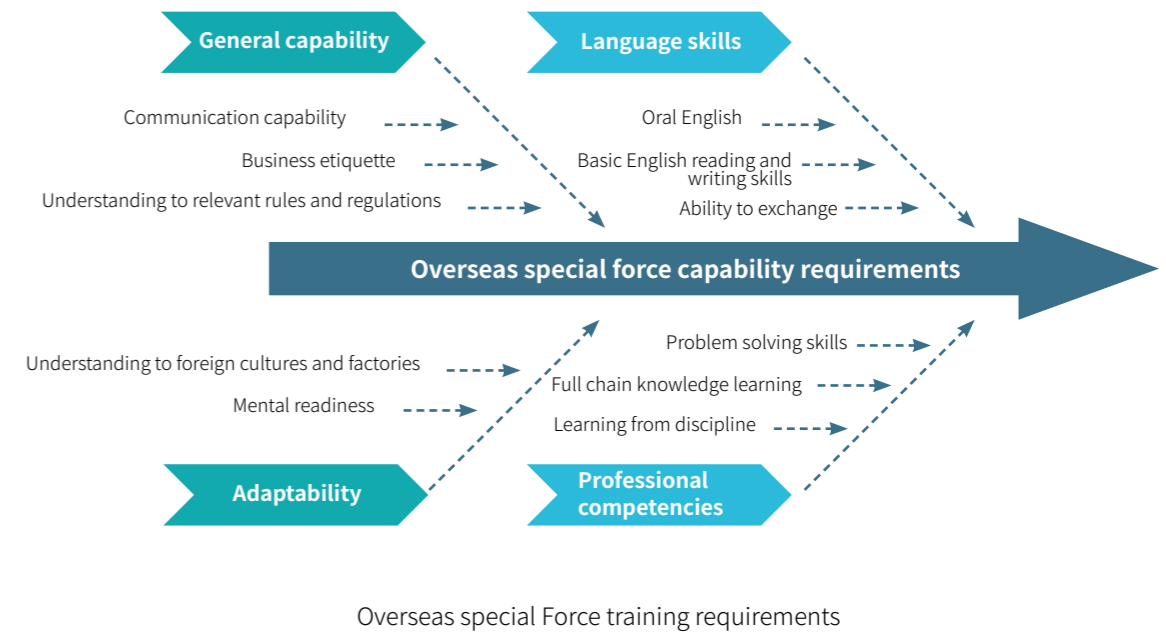 General capability
Language skills
Communication capability
Business etiquette
Understanding to relevant rules and regulations
Oral English
Basic English reading and
writing skills
Ability to exchange
Overseas special force capability requirements
Understanding to foreign cultures and factories
Mental readiness
Problem solving skills
Full chain knowledge learning
Learning from discipline
Adaptability
Professional
competencies
Overseas special Force training requirements